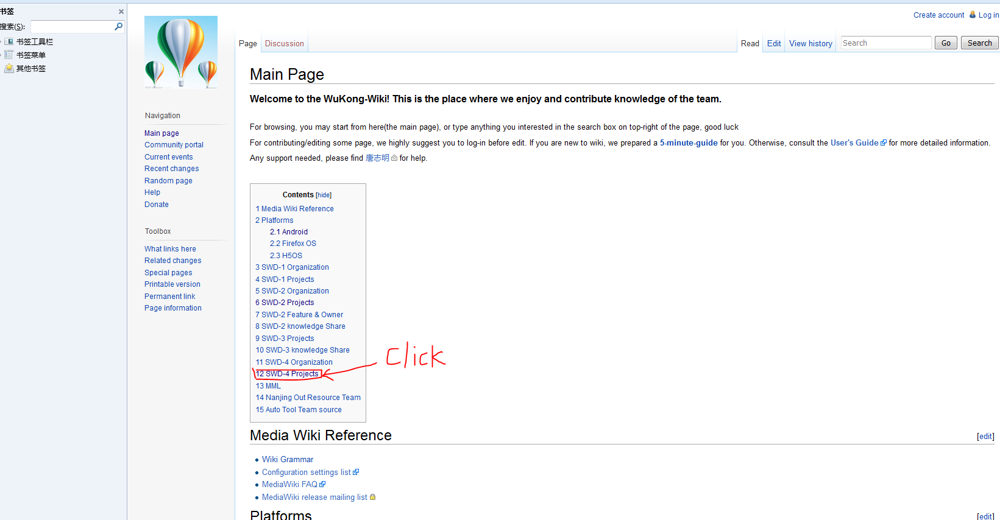 书签
搜索(S):
书签工具栏
书签菜单
其他书签
Create account Log in
Page Discussion Read Edit View history Search Go Search
Main Page
Welcome to the WuKong-Wiki! This is the place where we enjoy and contribute knowledge of the team.
For browsing, you may start from here(the main page), or type anything you interested in the search box on top-right of the page, good luck
For contributing/editing some page, we highly suggest you to log-in before edit. If you are new to wiki, we prepared a 5-minute-guide for you. Otherwise, consult the User's Guide for more detailed information.
Any support needed, please find 唐志明 for help.
Navigation
Main page
Community portal
Current events
Recent changes
Random page
Help
Donate
Toolbox
What links here
Related changes
Special pages
Printable version
Permanent link
Page information
Contents [hide]
1 Media Wiki Reference
2 Platforms
2.1 Android
2.2 Firefox OS
2.3 H5OS
3 SWD-1 Organization
4 SWD-1 Projects
5 SWD-2 Organization
6 SWD-2 Projects
7 SWD-2 Feature & Owner
8 SWD-2 knowledge Share
9 SWD-3 Projects
10 SWD-3 knowledge Share
11 SWD-4 Organization
12 SWD-4 Projects
Click
13 MML
14 Nanjing Out Resource Team
15 Auto Tool Team source
Media Wiki Reference [edit]
Wiki Grammar
Configuration settings list
MediaWiki FAQ
MediaWiki release mailing list
Platforms [edit]